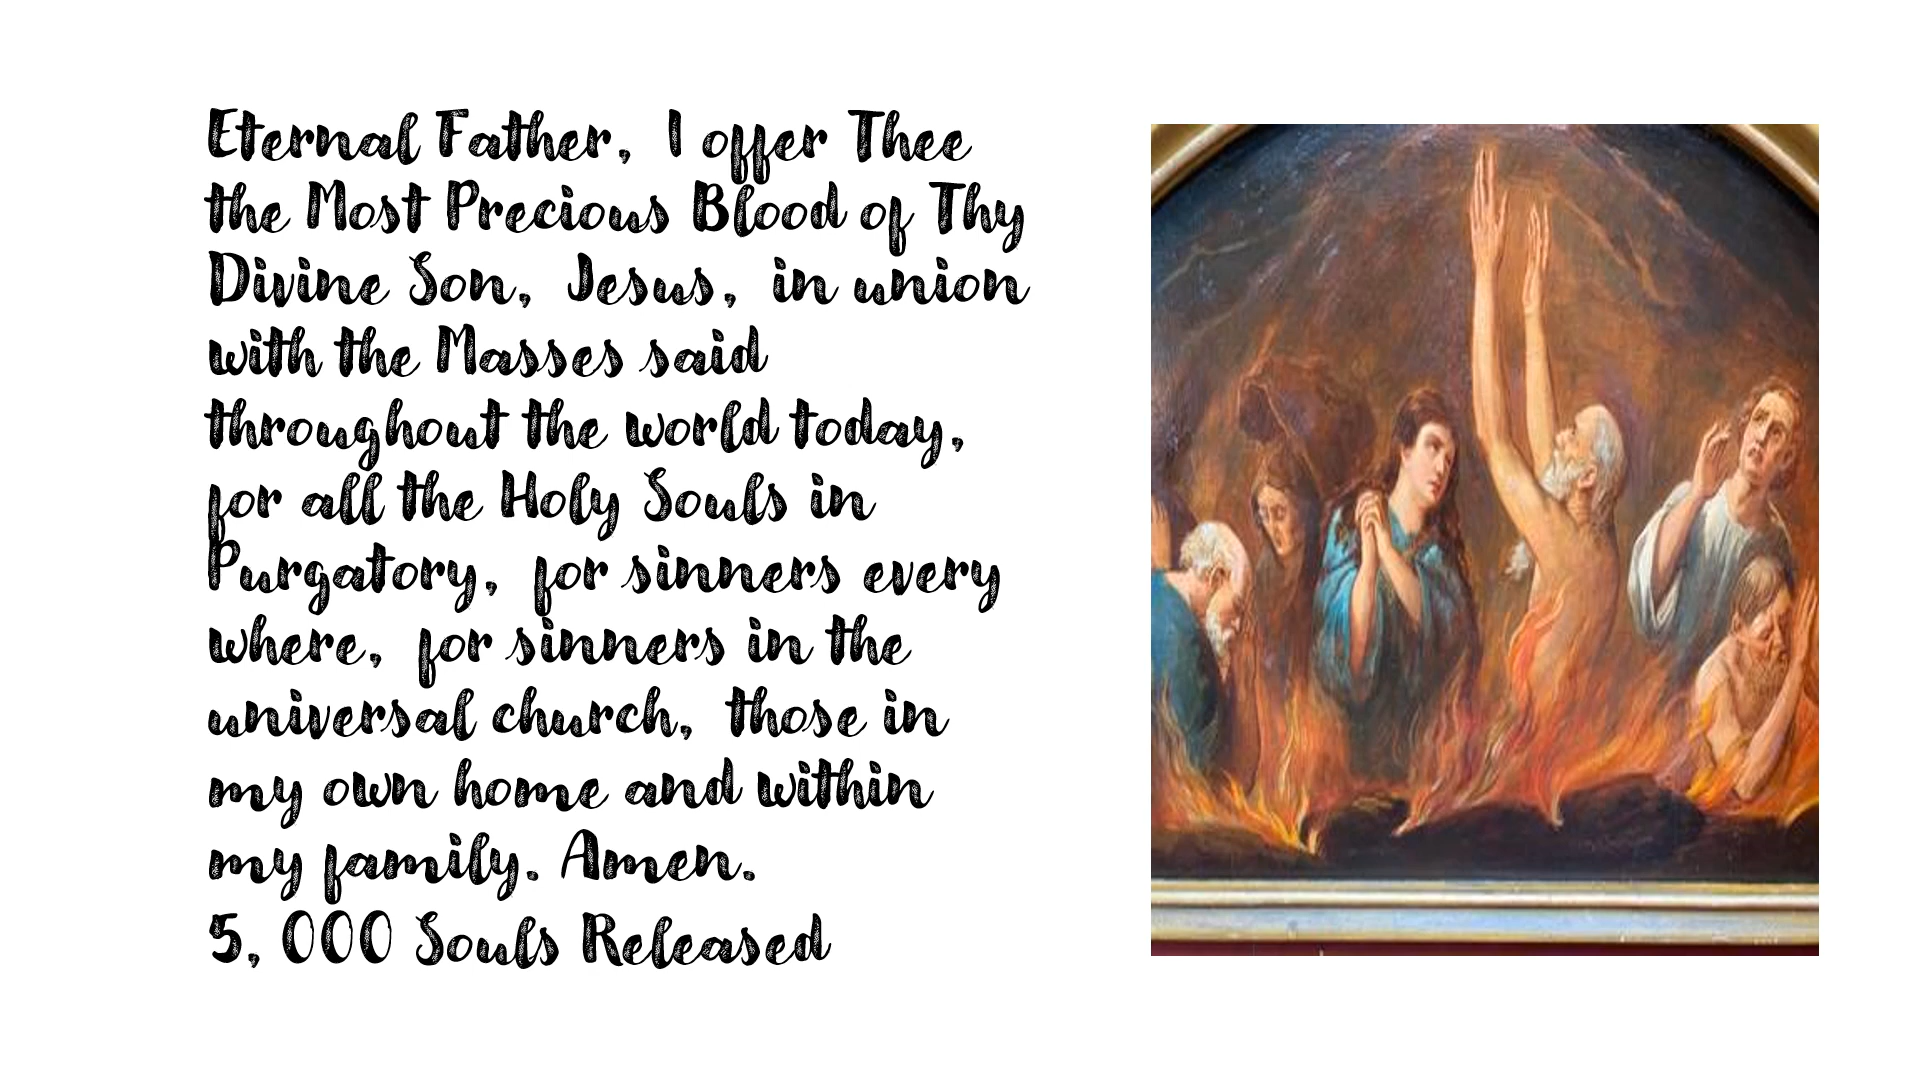 Eternal Father, I offer Thee
the Most Precious Blood of Thy
Divine Son, Jesus, in union
with the Masses said
throughout the world today,
for all the Holy Souls in
Purgatory, for sinners every
where, for sinners in the
universal church, those in
my own home and within
my family. Amen.
5, 000 Souls Released